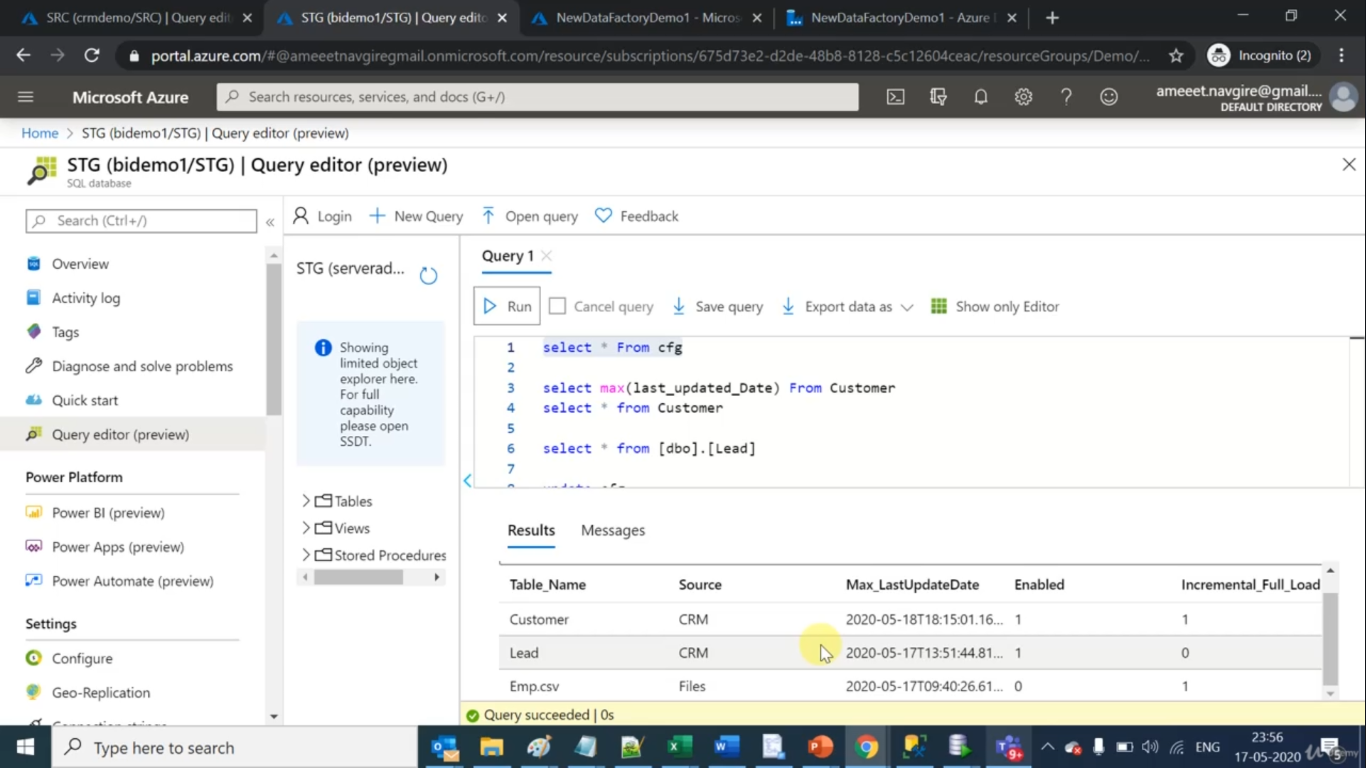 SRC (crmdemo/SRC) | Query edit
STG (bidemo1/STG) | Query edito
NewDataFactoryDemo1 - Micros
NewDataFactoryDemo1 - Azure D
portal.azure.com/#@ameeetnavgiregmail.onmicrosoft.com/resource/subscriptions/675d73e2-d2de-48b8-8128-c5c12604ceac/resourceGroups/Demo/...
Incognito (2)
Microsoft Azure
Search resources, services, and docs (G+/)
ameeet.navgire@gmail....
DEFAULT DIRECTORY
Home > STG (bidemo1/STG) | Query editor (preview)
STG (bidemo1/STG) | Query editor (preview)
SQL database
Search (Ctrl+/)
Overview
Activity log
Tags
Diagnose and solve problems
Quick start
Query editor (preview)
Power Platform
Power BI (preview)
Power Apps (preview)
Power Automate (preview)
Settings
Configure
Geo-Replication
Connection strings
Login
New Query
Open query
Feedback
STG (serverad...
Showing
limited object
explorer here.
For full
capability
please open
SSDT.
Tables
Views
Stored Procedures
Query 1
Run
Cancel query
Save query
Export data as
Show only Editor
1 select * From cfg
2
3 select max(last_updated_Date) From Customer
4 select * from Customer
5
6 select * from [dbo].[Lead]
7
8 update cfg
Results Messages
Table_Name Source Max_LastUpdateDate Enabled Incremental_Full_Load
Customer CRM 2020-05-18T18:15:01.16... 1 1
Lead CRM 2020-05-17T13:51:44.81... 1 0
Emp.csv Files 2020-05-17T09:40:26.61... 0 1
Query succeeded | 0s
Type here to search
9+
ENG
23:56
17-05-2020
5